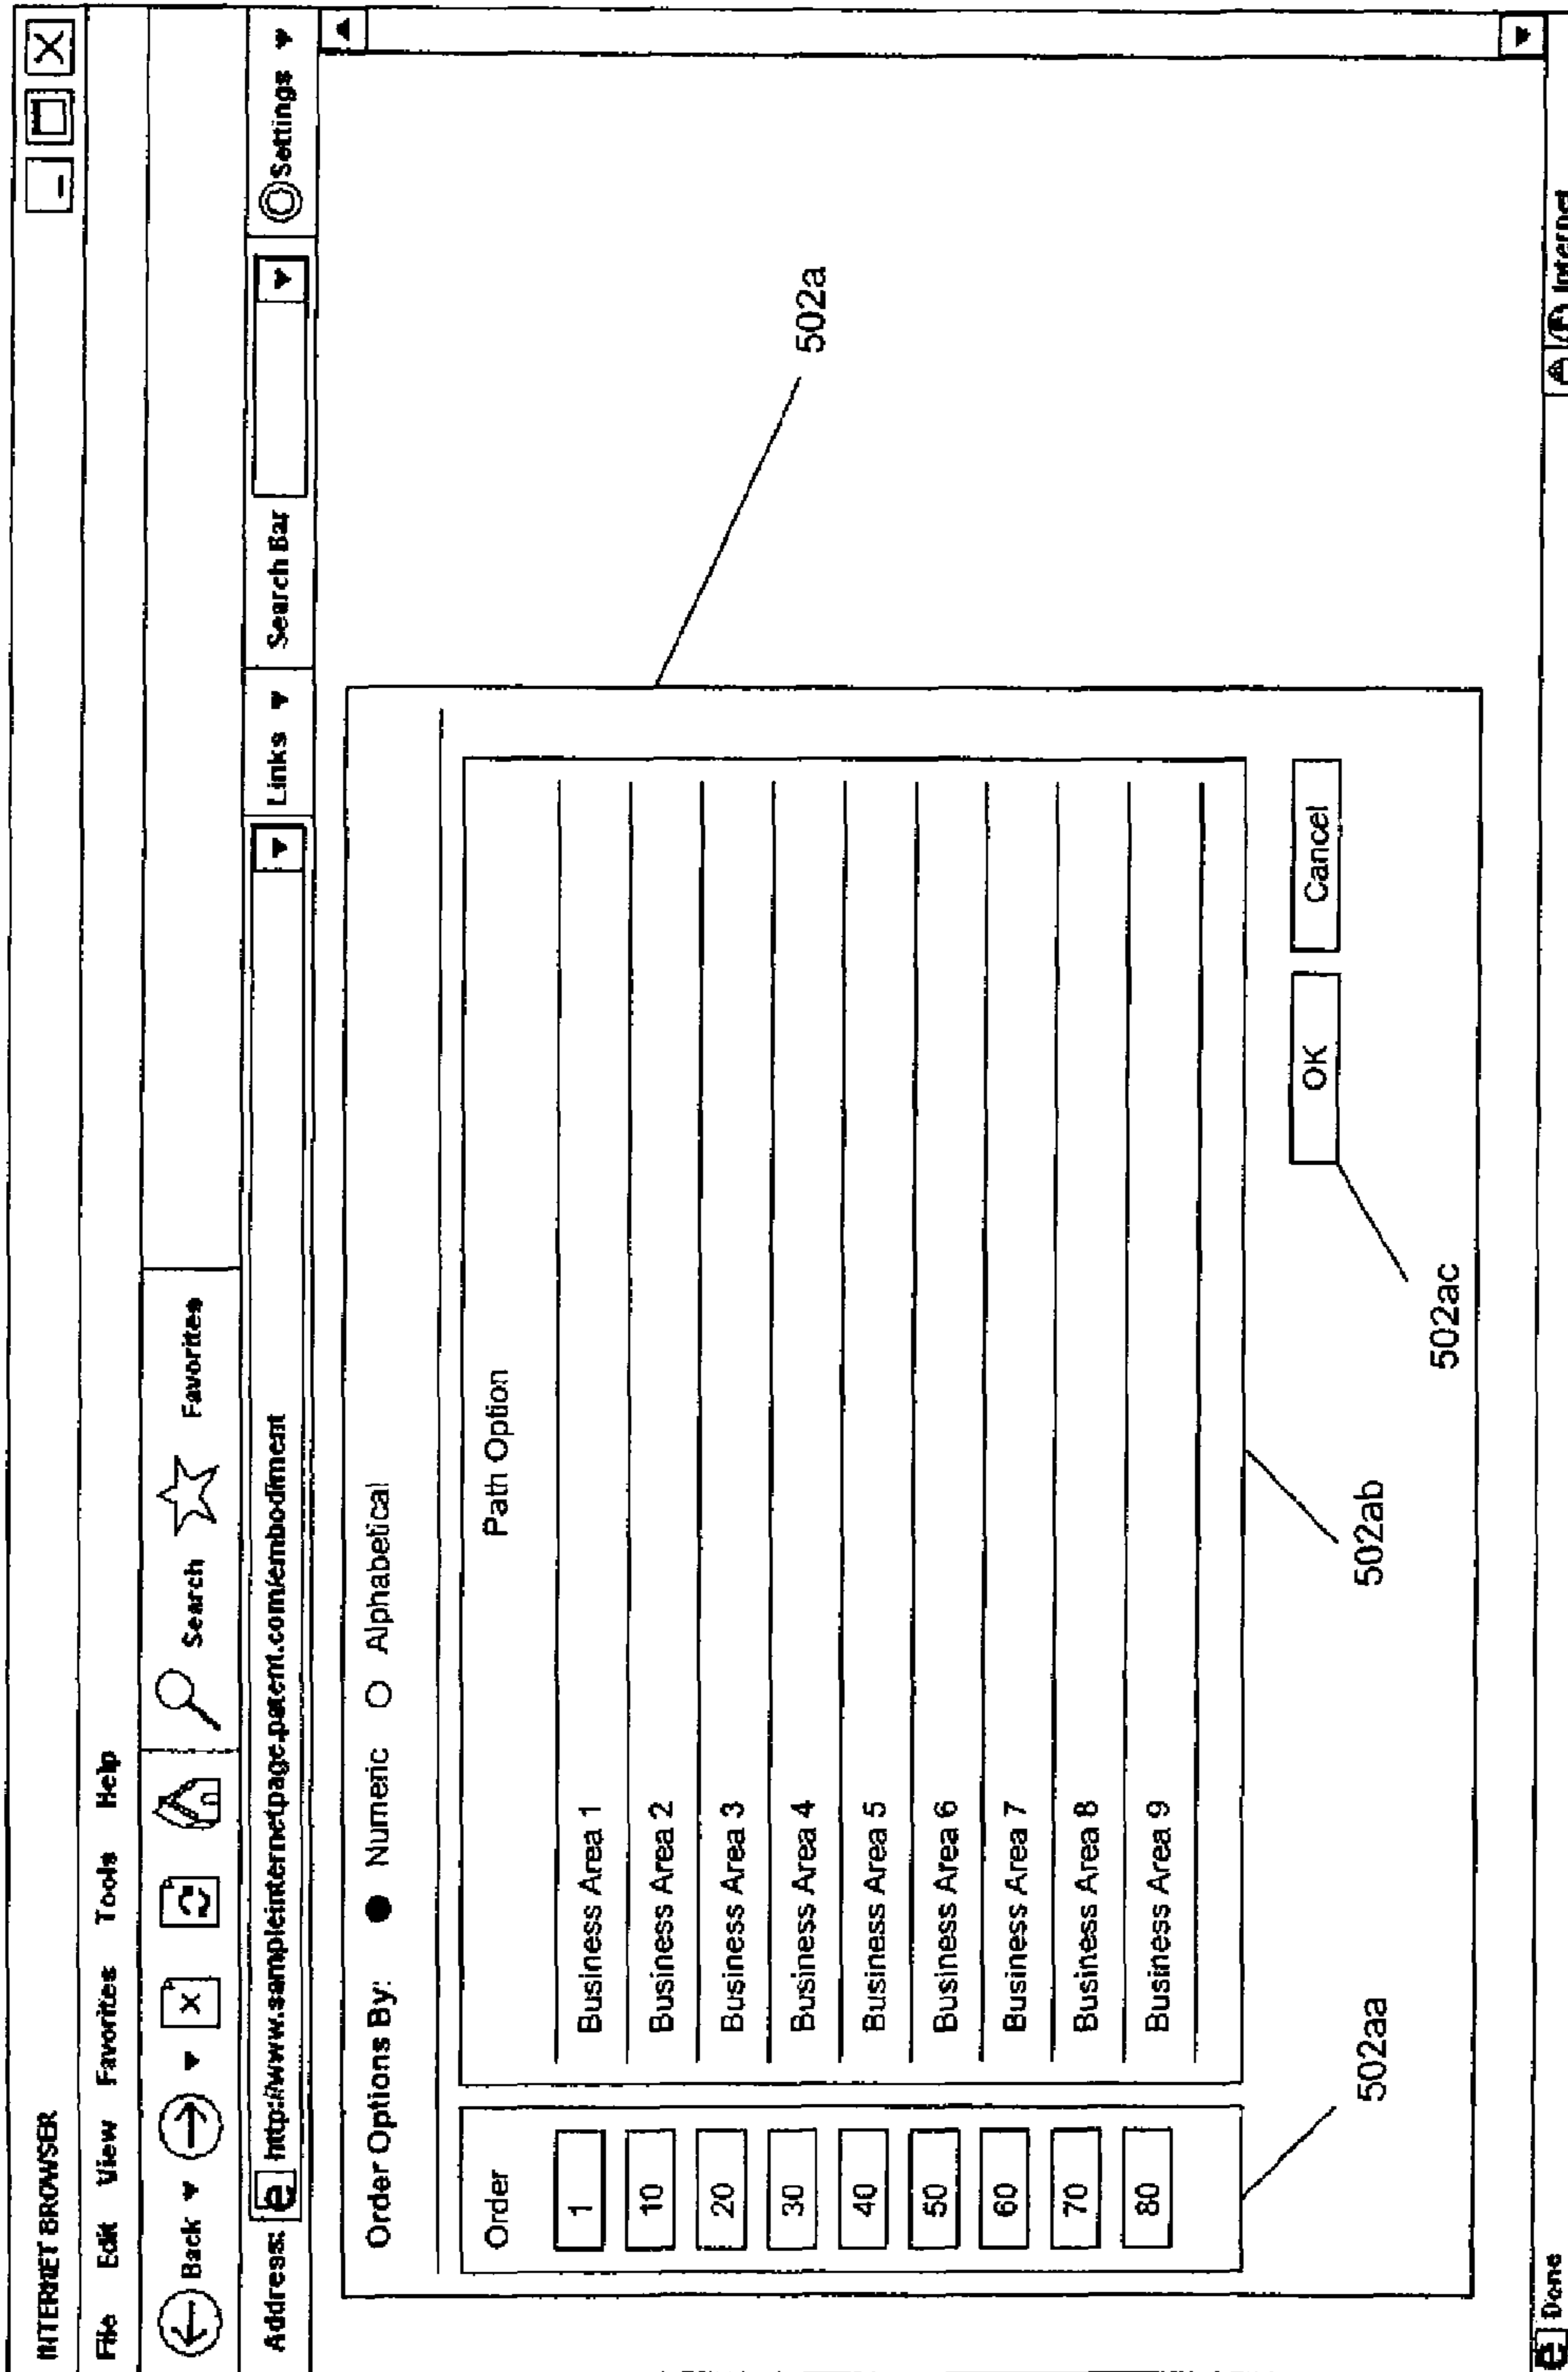 INTERNET BROWSER
File Edit View Favorites Tools Help
Back Search Favorites
Address: e http://www.sampleinternetpage.patent.com/embodiment Links Search Bar Settings
Order Options By: Numeric Alphabetical
Order Path Option
1 Business Area 1
10 Business Area 2
20 Business Area 3
30 Business Area 4
40 Business Area 5
50 Business Area 6
60 Business Area 7
70 Business Area 8
80 Business Area 9
OK Cancel
502a
502aa
502ab
502ac
e Done Internet